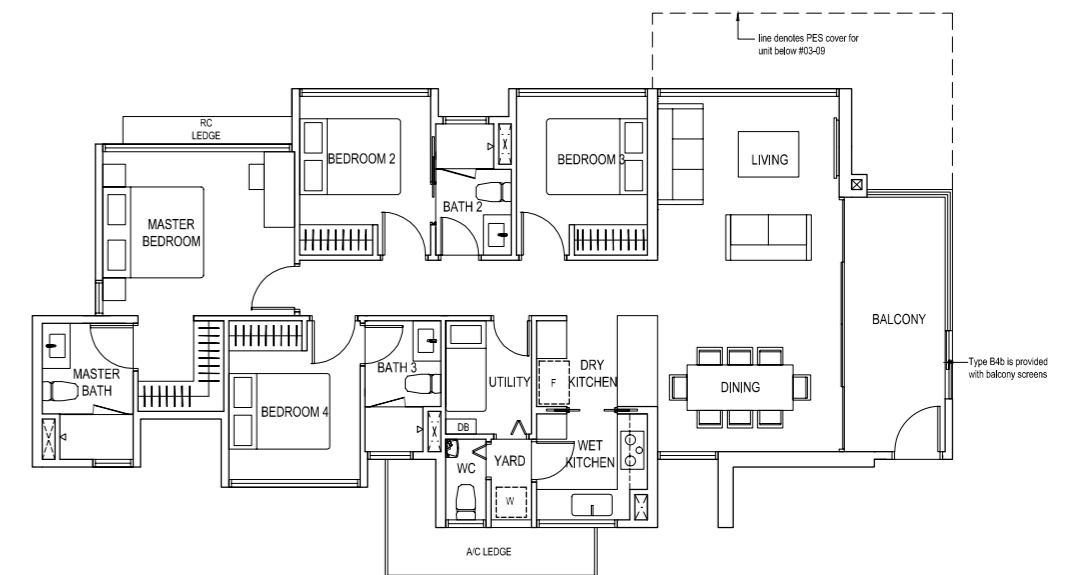 line denotes PES cover for
unit below #03-09
RC
LEDGE
BEDROOM 2
BEDROOM 3
LIVING
BATH 2
MASTER
BEDROOM
BALCONY
MASTER
BATH
BATH 3
BEDROOM 4
UTILITY
F
DRY
KITCHEN
DINING
Type B4b is provided
with balcony screens
DB
WC
YARD
WET
KITCHEN
W
A/C LEDGE